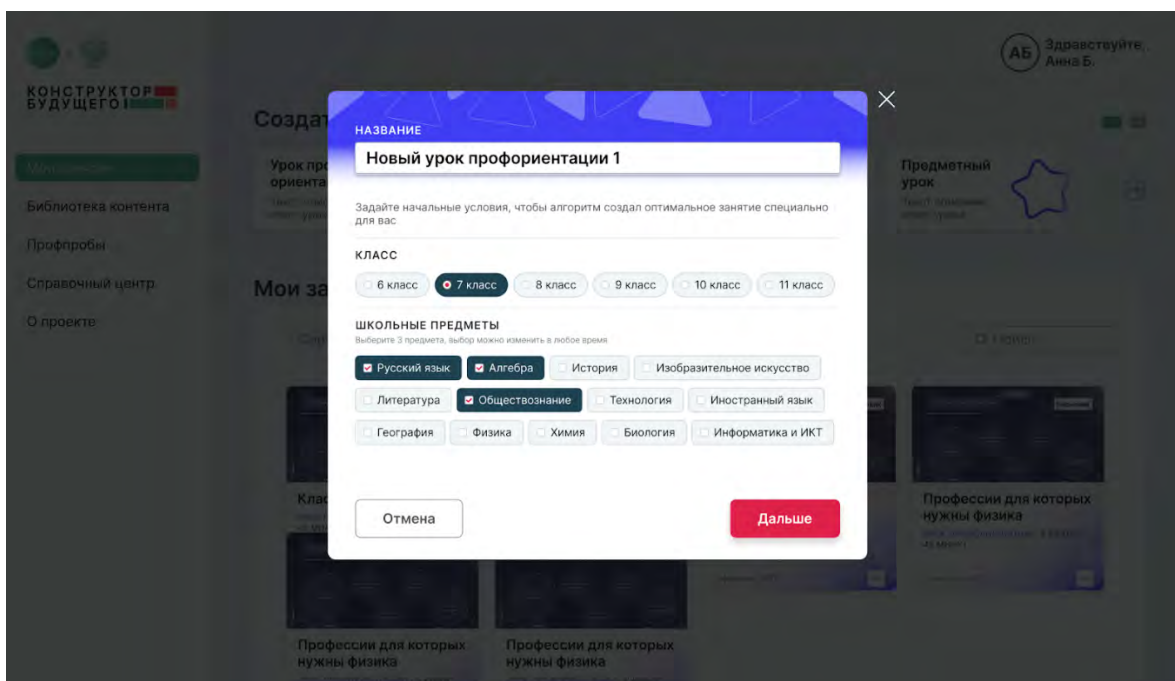 КОНСТРУКТОР
БУДУЩЕГО
АБ
Здравствуйте,
Анна Б.
Библиотека контента
Профпробы
Справочный центр
О проекте
Создат
Урок про
ориента
Предметный
урок
Мои за
НАЗВАНИЕ
Новый урок профориентации 1
Задайте начальные условия, чтобы алгоритм создал оптимальное занятие специально
для вас
КЛАСС
6 класс 7 класс 8 класс 9 класс 10 класс 11 класс
ШКОЛЬНЫЕ ПРЕДМЕТЫ
Выберите 3 предмета, выбор можно изменить в любое время
Русский язык Алгебра История Изобразительное искусство
Литература Обществознание Технология Иностранный язык
География Физика Химия Биология Информатика и ИКТ
Отмена Дальше
Клас
Профессии для которых
нужны физика
Профессии для которых
нужны физика
Профессии для которых
нужны физика